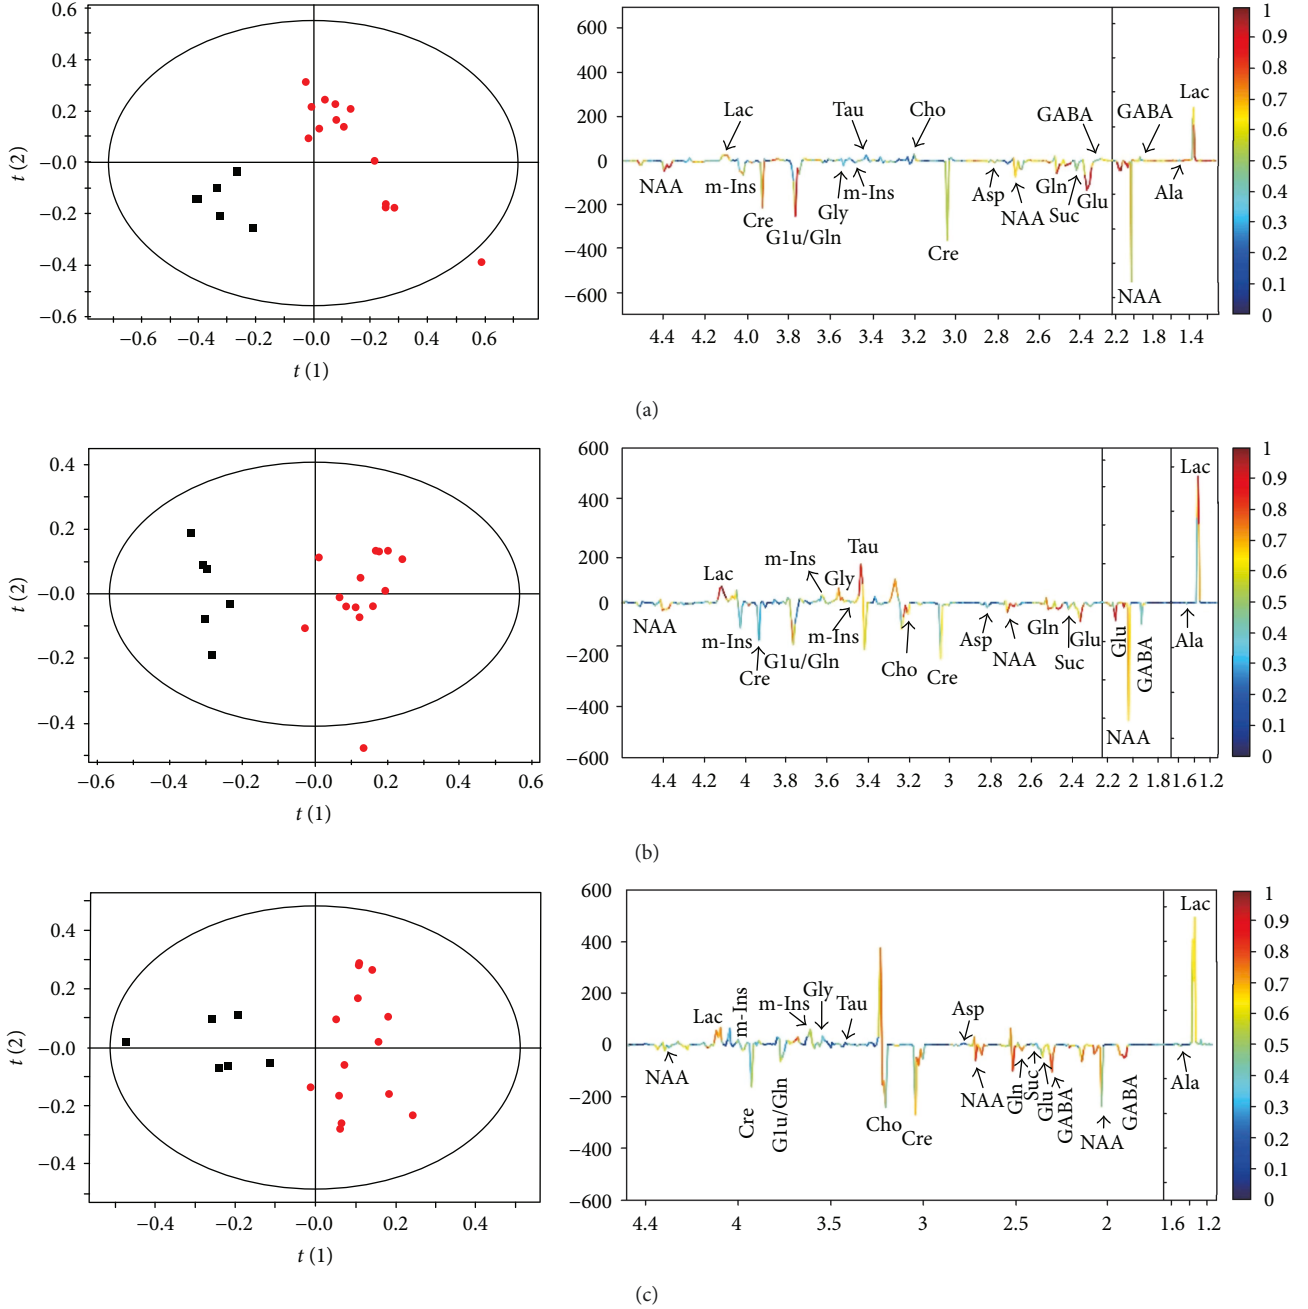 0.6
0.4
0.2
−0.0
−0.2
−0.4
−0.6
t (2)
−0.6 −0.4 −0.2 −0.0 −0.2 0.4 0.6
t (1)
600
400
200
0
−200
−400
−600
Lac
GABA
GABA
Lac
Tau
Cho
NAA
m-Ins
Cre
G1u/Gln
Gly
m-Ins
Cre
Asp
NAA
Gln
Suc
Glu
NAA
Ala
4.4 4.2 4.0 3.8 3.6 3.4 3.2 3.0 2.8 2.6 2.4 2.2 1.8 1.4
1
0.9
0.8
0.7
0.6
0.5
0.4
0.3
0.2
0.1
0
(a)
0.4
0.2
−0.0
−0.2
−0.4
t (2)
−0.6 −0.4 −0.2 −0.0 0.2 0.4 0.6
t (1)
600
400
200
0
−200
−400
−600
Lac
Tau
m-Ins
Gly
Lac
NAA
m-Ins
Cre
G1u/Gln
m-Ins
Cho
Cre
Asp
NAA
Gln
Suc
Glu
Glu
NAA
GABA
Ala
4.4 4.2 4 3.8 3.6 3.4 3.2 3 2.8 2.6 2.4 2.2 2 1.8 1.6 1.2
1
0.9
0.8
0.7
0.6
0.5
0.4
0.3
0.2
0.1
0
(b)
0.4
0.2
−0.0
−0.2
−0.4
t (2)
−0.4 −0.2 −0.0 0.2 0.4
t (1)
600
400
200
0
−200
−400
−600
Lac
Gly
m-Ins
Tau
Asp
Lac
m-Ins
NAA
Cre
G1u/Gln
Cho
Cre
NAA
Gln
Suc
Glu
GABA
NAA
GABA
Ala
4.4 4 3.5 3 2.5 2 1.6 1.2
1
0.9
0.8
0.7
0.6
0.5
0.4
0.3
0.2
0.1
0
(c)